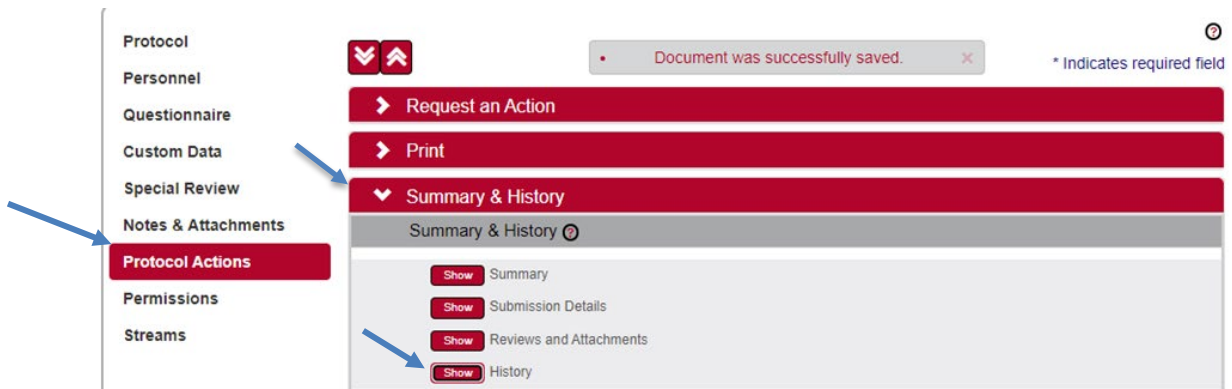 Protocol
Personnel
Questionnaire
Custom Data
Special Review
Notes & Attachments
Protocol Actions
Permissions
Streams
• Document was successfully saved. ×
?
* Indicates required field
Request an Action
Print
Summary & History
Summary & History ?
Show Summary
Show Submission Details
Show Reviews and Attachments
Show History